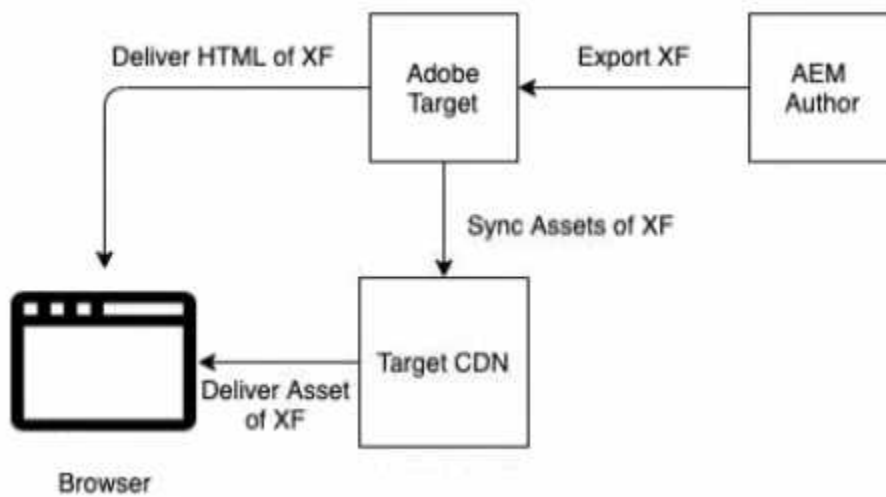 Deliver HTML of XF
Adobe
Target
Export XF
AEM
Author
Sync Assets of XF
Target CDN
Deliver Asset
of XF
Browser